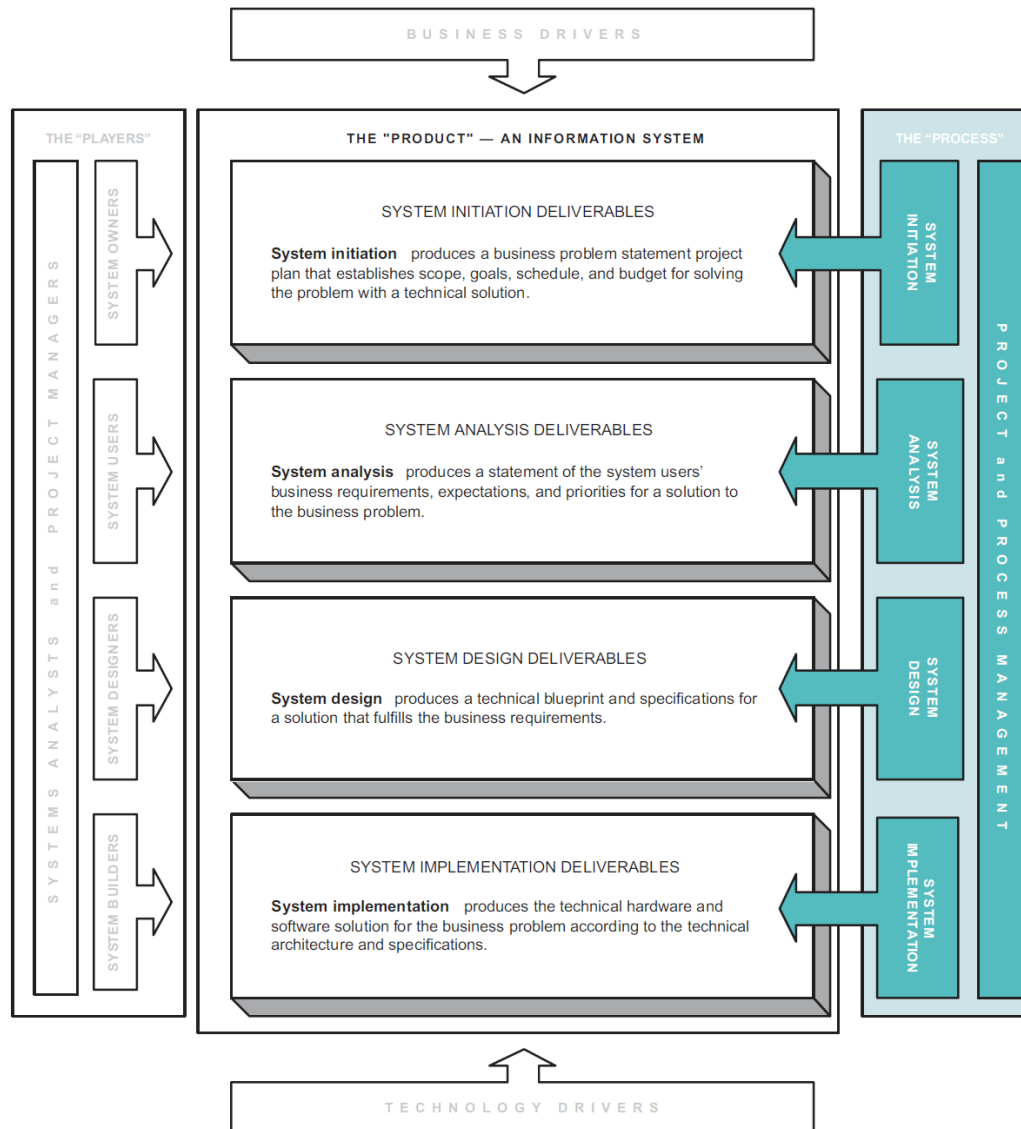 BUSINESS DRIVERS
THE “PLAYERS”
SYSTEMS ANALYSTS and PROJECT MANAGERS
SYSTEM OWNERS
SYSTEM USERS
SYSTEM DESIGNERS
SYSTEM BUILDERS
THE "PRODUCT" — AN INFORMATION SYSTEM
SYSTEM INITIATION DELIVERABLES
System initiation produces a business problem statement project
plan that establishes scope, goals, schedule, and budget for solving
the problem with a technical solution.
SYSTEM ANALYSIS DELIVERABLES
System analysis produces a statement of the system users’
business requirements, expectations, and priorities for a solution to
the business problem.
SYSTEM DESIGN DELIVERABLES
System design produces a technical blueprint and specifications for
a solution that fulfills the business requirements.
SYSTEM IMPLEMENTATION DELIVERABLES
System implementation produces the technical hardware and
software solution for the business problem according to the technical
architecture and specifications.
THE “PROCESS”
SYSTEM
INITIATION
SYSTEM
ANALYSIS
SYSTEM
DESIGN
SYSTEM
IMPLEMENTATION
PROJECT and PROCESS MANAGEMENT
TECHNOLOGY DRIVERS